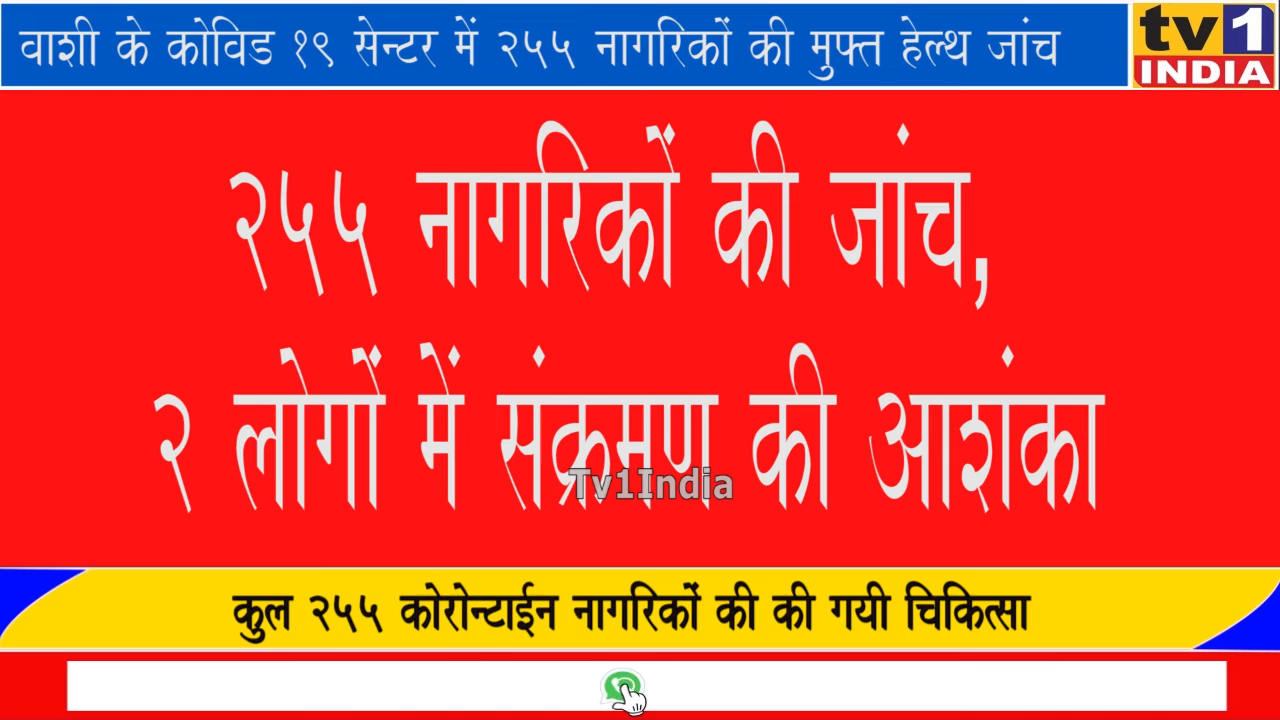 वाशी के कोविड १९ सेन्टर में २५५ नागरिकों की मुफ्त हेल्थ जांच
tv1
INDIA
२५५ नागरिकों की जांच,
२ लोगों में संक्रमण की आशंका
Tv1India
कुल २५५ कोरोन्टाईन नागरिकों की की गयी चिकित्सा